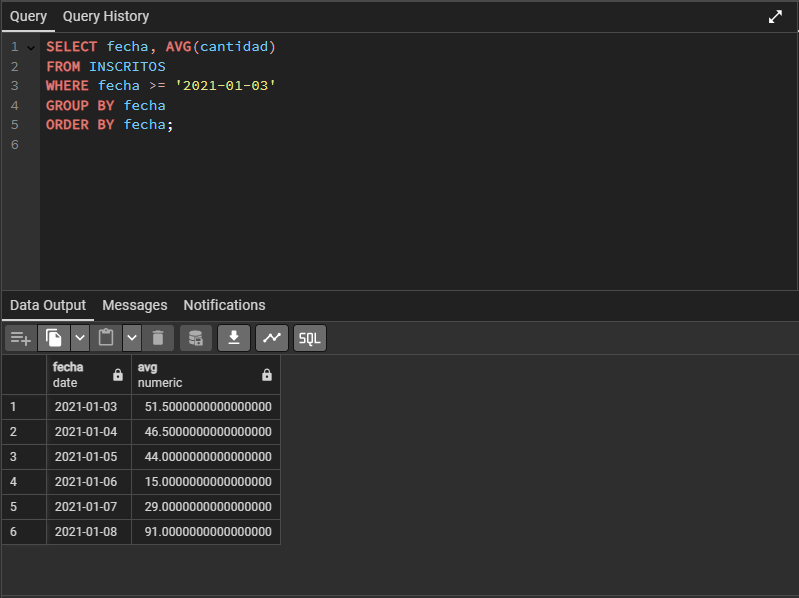 Query Query History
1 SELECT fecha, AVG(cantidad)
2 FROM INSCRITOS
3 WHERE fecha >= '2021-01-03'
4 GROUP BY fecha
5 ORDER BY fecha;
6
Data Output Messages Notifications
SQL
fecha avg
date numeric
1 2021-01-03 51.5000000000000000
2 2021-01-04 46.5000000000000000
3 2021-01-05 44.0000000000000000
4 2021-01-06 15.0000000000000000
5 2021-01-07 29.0000000000000000
6 2021-01-08 91.0000000000000000